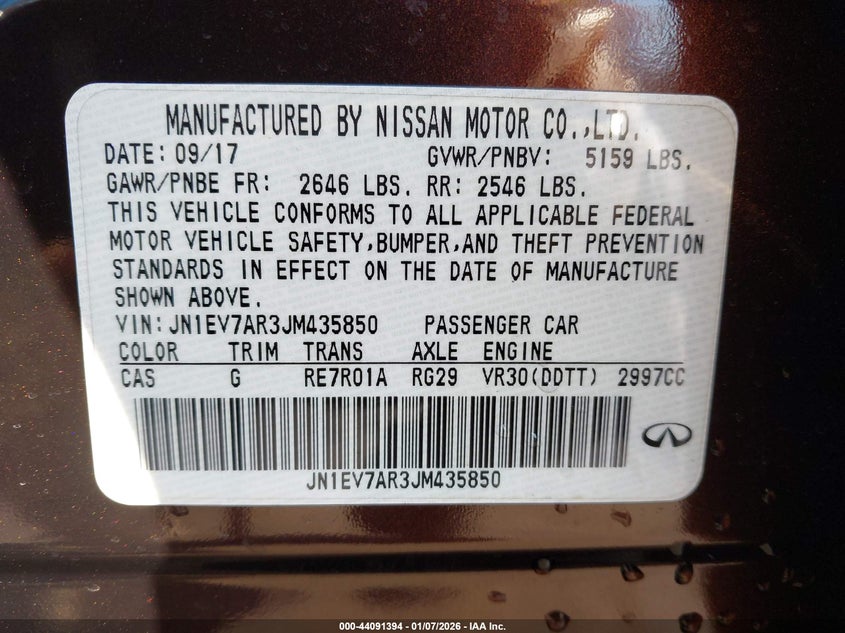 MANUFACTURED BY NISSAN MOTOR CO.,LTD.
DATE: 09/17 GVWR/PNBV: 5159 LBS.
GAWR/PNBE FR: 2646 LBS. RR: 2546 LBS.
THIS VEHICLE CONFORMS TO ALL APPLICABLE FEDERAL
MOTOR VEHICLE SAFETY,BUMPER,AND THEFT PREVENTION
STANDARDS IN EFFECT ON THE DATE OF MANUFACTURE
SHOWN ABOVE.
VIN: JN1EV7AR3JM435850 PASSENGER CAR
COLOR TRIM TRANS AXLE ENGINE
CAS G RE7R01A RG29 VR30(DDTT) 2997CC
JN1EV7AR3JM435850
000-44091394 - 01/07/2026 - IAA Inc.